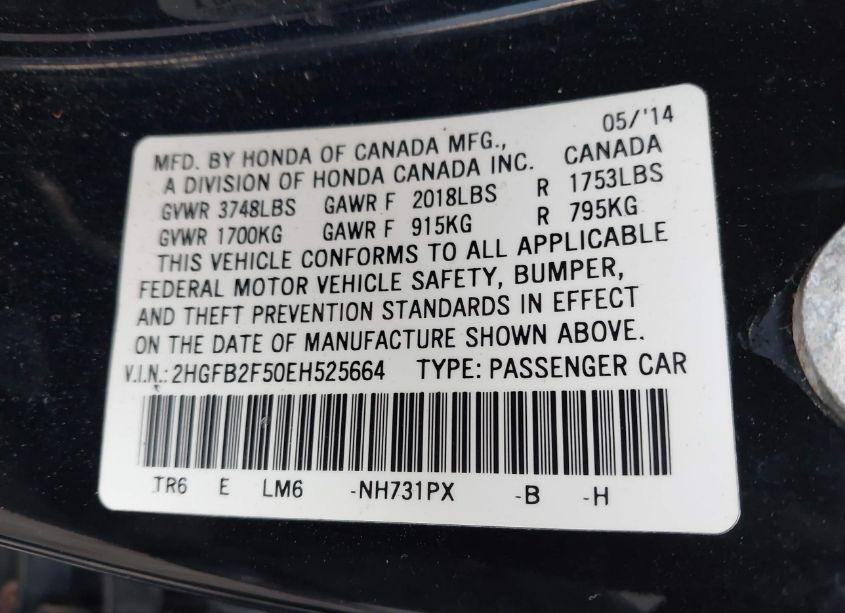 05/'14
MFD. BY HONDA OF CANADA MFG., CANADA
A DIVISION OF HONDA CANADA INC.
GVWR 3748LBS GAWR F 2018LBS R 1753LBS
GVWR 1700KG GAWR F 915KG R 795KG
THIS VEHICLE CONFORMS TO ALL APPLICABLE
FEDERAL MOTOR VEHICLE SAFETY, BUMPER,
AND THEFT PREVENTION STANDARDS IN EFFECT
ON THE DATE OF MANUFACTURE SHOWN ABOVE.
V.I.N.: 2HGFB2F50EH525664 TYPE: PASSENGER CAR
TR6 E LM6 -NH731PX -B -H